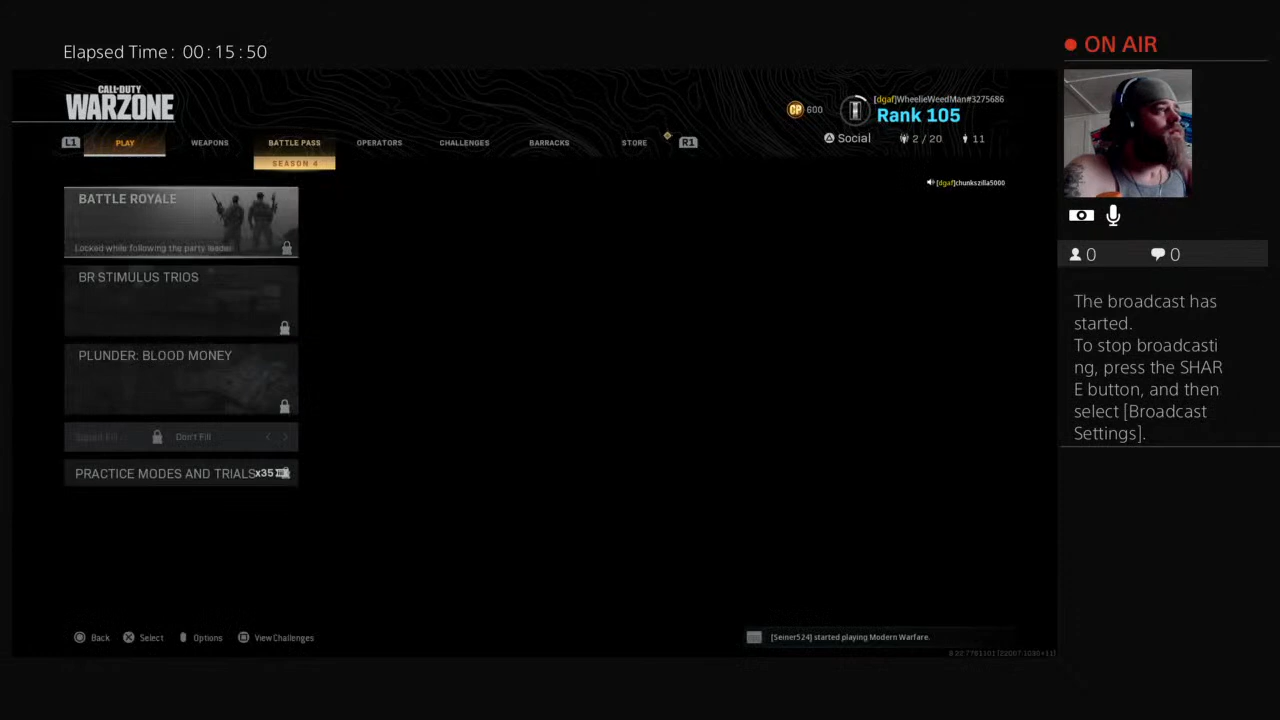 Elapsed Time: 00:15:50
ON AIR
CALL·DUTY
WARZONE
CP 600
[dgaf]WheelieWeedMan#3275686
Rank 105
Social 2 / 20 11
L1 PLAY WEAPONS BATTLE PASS OPERATORS CHALLENGES BARRACKS STORE R1
SEASON 4
[dgaf]chunkszilla5000
BATTLE ROYALE
Locked while following the party leader
BR STIMULUS TRIOS
PLUNDER: BLOOD MONEY
Squad Fill Don't Fill
PRACTICE MODES AND TRIALS x351
0 0
The broadcast has
started.
To stop broadcasti
ng, press the SHAR
E button, and then
select [Broadcast
Settings].
Back Select Options View Challenges
[Seiner524] started playing Modern Warfare.